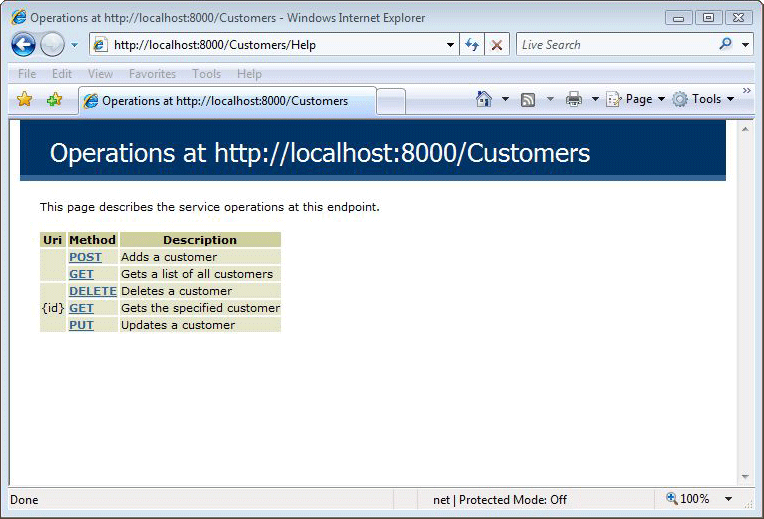 Operations at http://localhost:8000/Customers - Windows Internet Explorer
http://localhost:8000/Customers/Help
Live Search
File Edit View Favorites Tools Help
Operations at http://localhost:8000/Customers
Page Tools »
Operations at http://localhost:8000/Customers
This page describes the service operations at this endpoint.
Uri Method Description
POST Adds a customer
GET Gets a list of all customers
DELETE Deletes a customer
{id} GET Gets the specified customer
PUT Updates a customer
Done net | Protected Mode: Off 100%